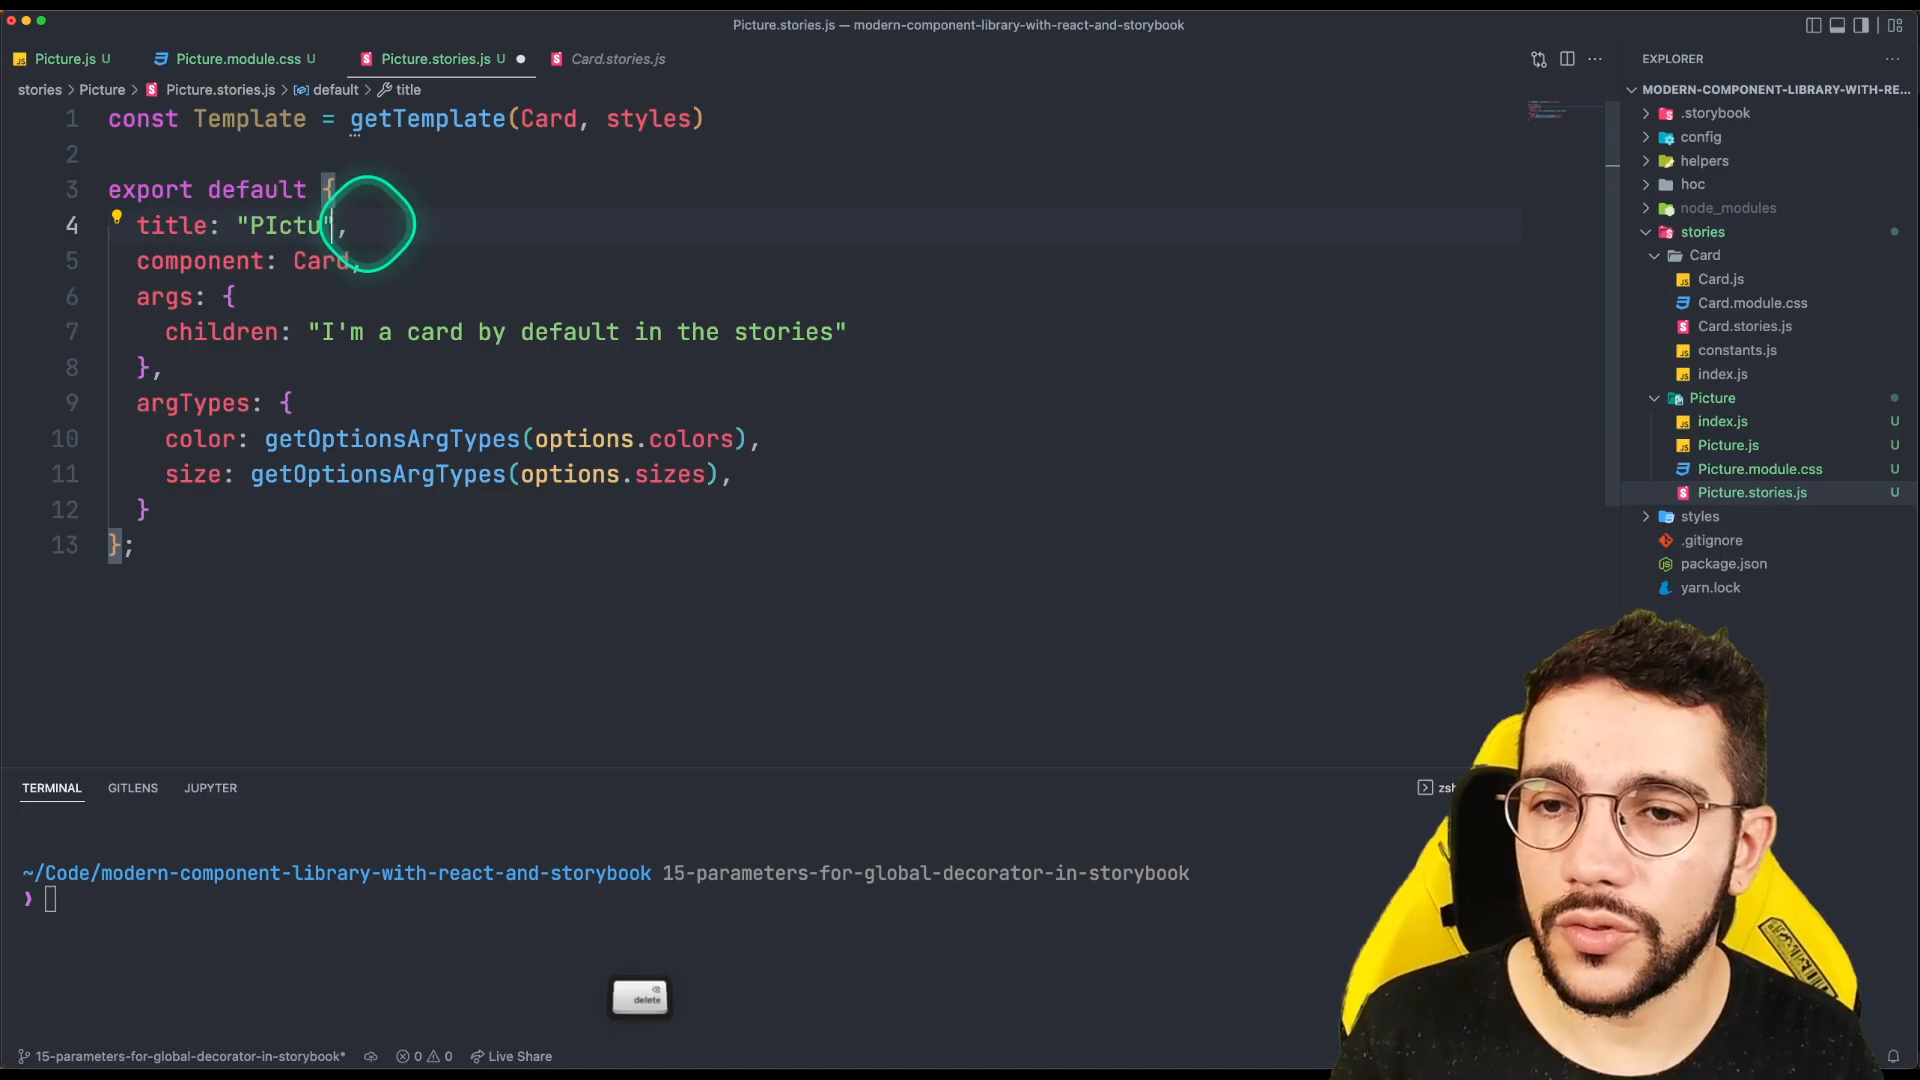 Picture.stories.js — modern-component-library-with-react-and-storybook
Picture.js U
Picture.module.css U
Picture.stories.js U
Card.stories.js
stories > Picture > Picture.stories.js > default > title
1 const Template = getTemplate(Card, styles)
2
3 export default {
4 title: "PIctu",
5 component: Card,
6 args: {
7 children: "I'm a card by default in the stories"
8 },
9 argTypes: {
10 color: getOptionsArgTypes(options.colors),
11 size: getOptionsArgTypes(options.sizes),
12 }
13 };
EXPLORER
MODERN-COMPONENT-LIBRARY-WITH-RE...
.storybook
config
helpers
hoc
node_modules
stories
Card
Card.js
Card.module.css
Card.stories.js
constants.js
index.js
Picture
index.js U
Picture.js U
Picture.module.css U
Picture.stories.js U
styles
.gitignore
package.json
yarn.lock
TERMINAL GITLENS JUPYTER
zsh
~/Code/modern-component-library-with-react-and-storybook 15-parameters-for-global-decorator-in-storybook
❯
delete
15-parameters-for-global-decorator-in-storybook* 0 0 Live Share